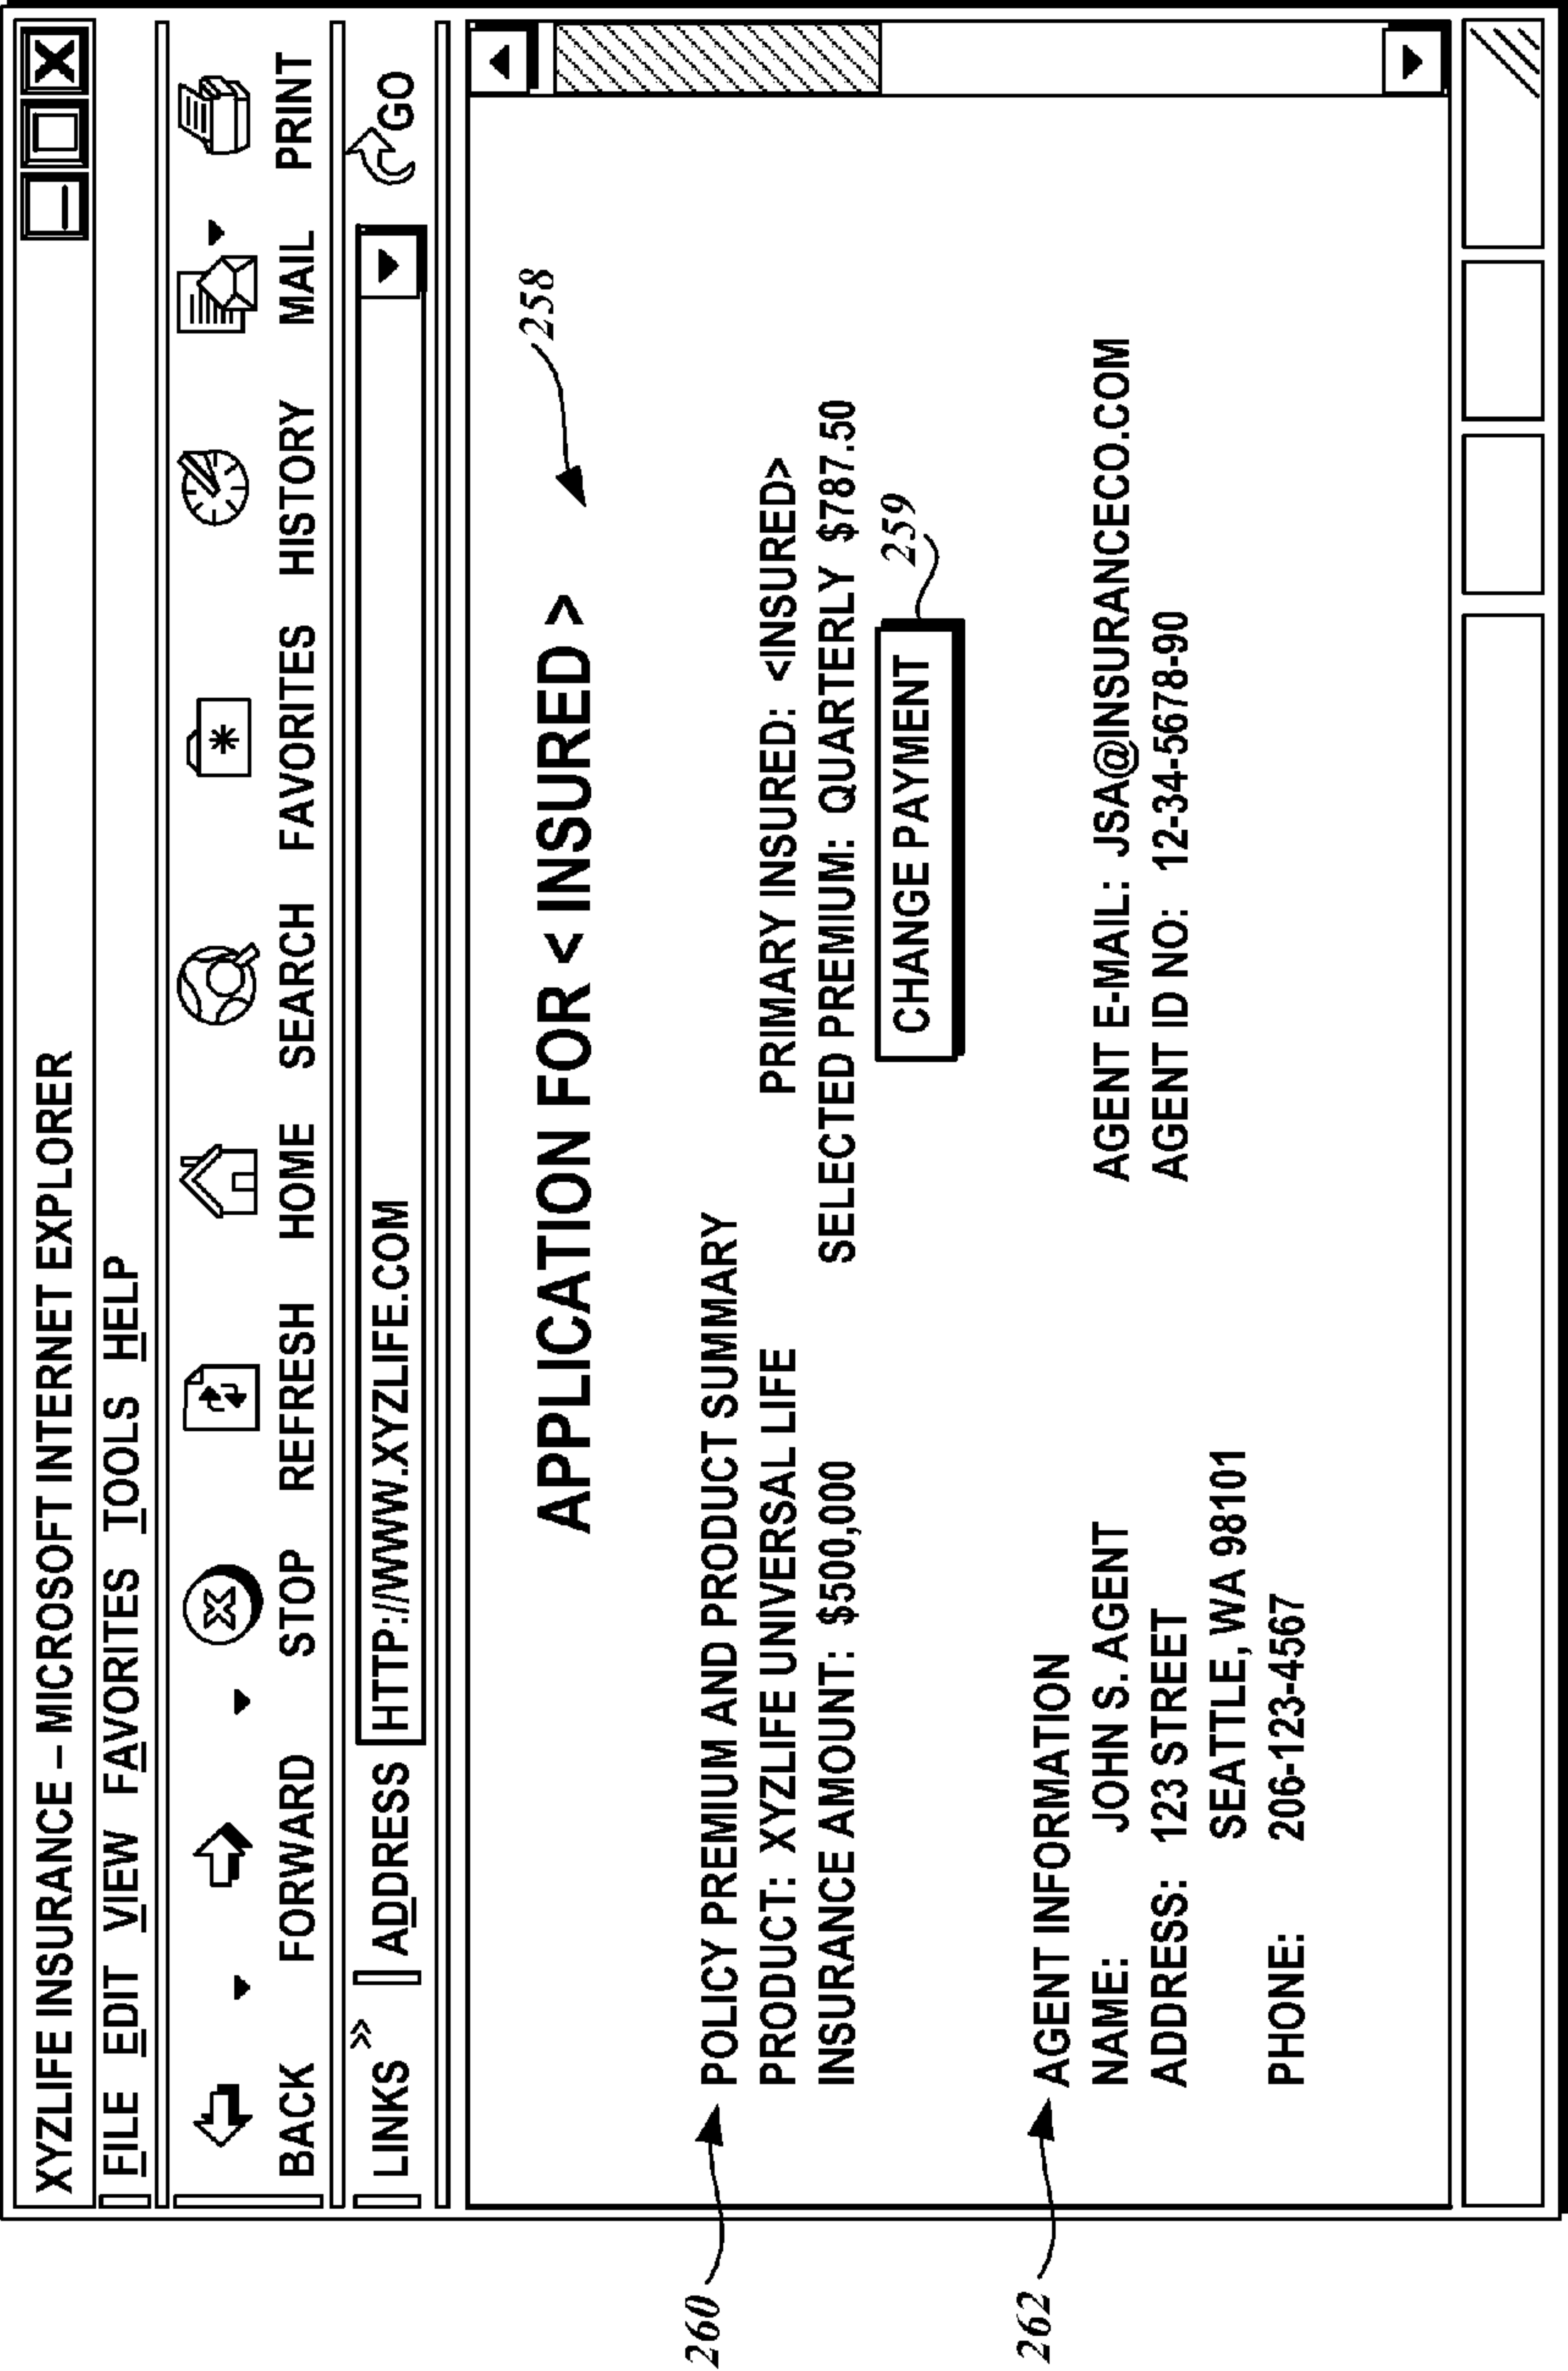 XYZLIFE INSURANCE – MICROSOFT INTERNET EXPLORER
FILE EDIT VIEW FAVORITES TOOLS HELP
BACK FORWARD STOP REFRESH HOME SEARCH FAVORITES HISTORY MAIL PRINT
LINKS » ADDRESS HTTP://WWW.XYZLIFE.COM GO
258
APPLICATION FOR < INSURED >
260
POLICY PREMIUM AND PRODUCT SUMMARY
PRODUCT: XYZLIFE UNIVERSAL LIFE PRIMARY INSURED: <INSURED>
INSURANCE AMOUNT: $500,000 SELECTED PREMIUM: QUARTERLY $787.50
CHANGE PAYMENT 259
262
AGENT INFORMATION
NAME: JOHN S. AGENT AGENT E-MAIL: JSA@INSURANCECO.COM
ADDRESS: 123 STREET AGENT ID NO: 12-34-5678-90
SEATTLE, WA 98101
PHONE: 206-123-4567